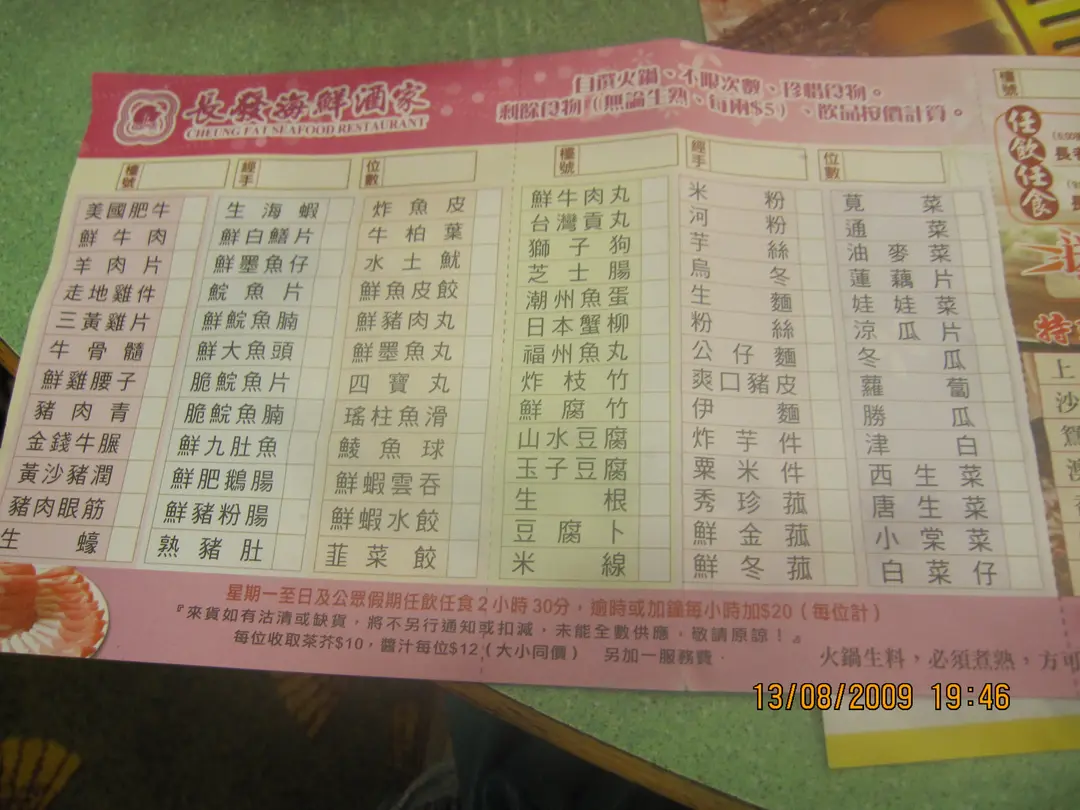 長發海鮮酒家
CHEUNG FAT SEAFOOD RESTAURANT
自選火鍋、不限次數、珍惜食物。
剩餘食物（無論生熟、每兩$5）、飲品按價計算。
檯號 經手 位數
檯號 經手 位數
檯號
美國肥牛
鮮牛肉
羊肉片
走地雞件
三黃雞片
牛骨髓
鮮雞腰子
豬肉青
金錢牛𦟌
黃沙豬潤
豬肉眼筋
生蠔
生海蝦
鮮白鱔片
鮮墨魚仔
鯇魚片
鮮鯇魚腩
鮮大魚頭
脆鯇魚片
脆鯇魚腩
鮮九肚魚
鮮肥鵝腸
鮮豬粉腸
熟豬肚
炸魚皮
牛柏葉
水土魷
鮮魚皮餃
鮮豬肉丸
鮮墨魚丸
四寶丸
瑤柱魚滑
鯪魚球
鮮蝦雲吞
鮮蝦水餃
韮菜餃
鮮牛肉丸
台灣貢丸
獅子狗
芝士腸
潮州魚蛋
日本蟹柳
福州魚丸
炸枝竹
鮮腐竹
山水豆腐
玉子豆腐
生根
豆腐卜
米線
米粉
河粉
芋絲
烏冬
生麵
粉絲
公仔麵
爽口豬皮
伊麵
炸芋件
粟米件
秀珍菰
鮮金菰
鮮冬菰
莧菜
通菜
油麥菜
蓮藕片
娃娃菜
涼瓜片
冬瓜
蘿蔔
勝瓜
津白
西生菜
唐生菜
小棠菜
白菜仔
任飲任食
長者
特
上
沙
鴛
星期一至日及公眾假期任飲任食2小時30分，逾時或加鐘每小時加$20（每位計）
『來貨如有沽清或缺貨，將不另行通知或扣減，未能全數供應，敬請原諒！』
每位收取茶芥$10，醬汁每位$12（大小同價） 另加一服務費
火鍋生料，必須煮熟，方可
13/08/2009 19:46